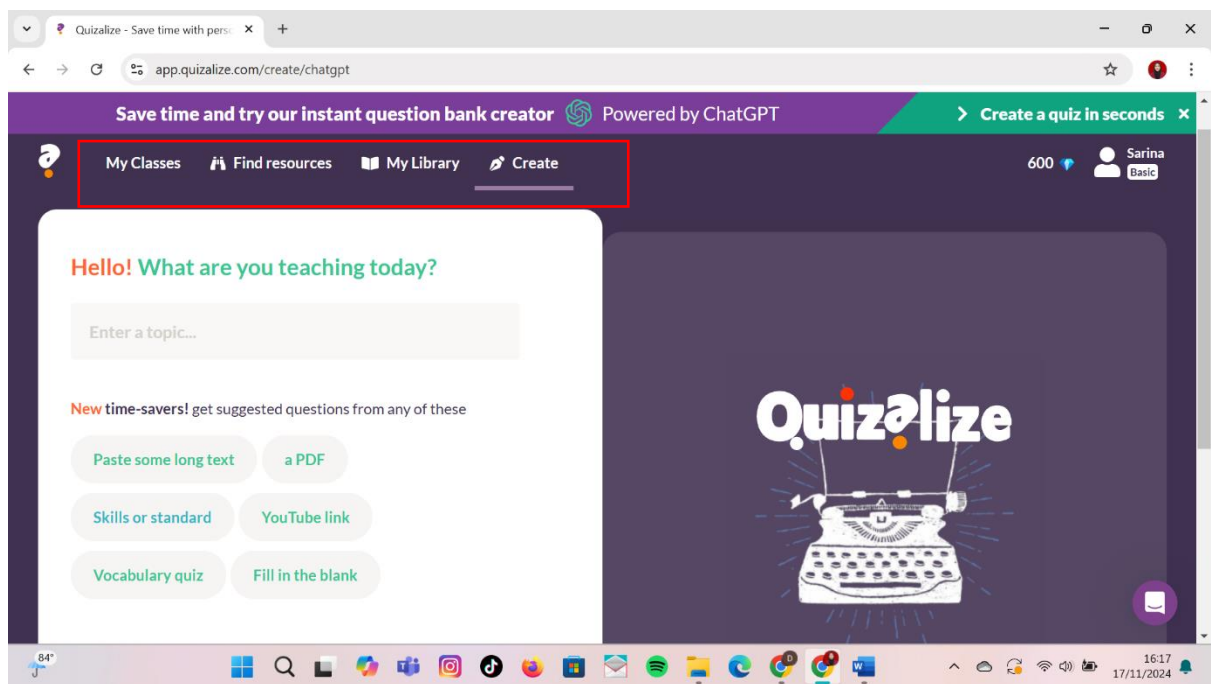 Quizalize - Save time with pers
app.quizalize.com/create/chatgpt
Save time and try our instant question bank creator Powered by ChatGPT
Create a quiz in seconds
My Classes Find resources My Library Create
600 Sarina
Basic
Hello! What are you teaching today?
Enter a topic...
New time-savers! get suggested questions from any of these
Paste some long text a PDF
Skills or standard YouTube link
Vocabulary quiz Fill in the blank
Quizalize
84°
16:17
17/11/2024